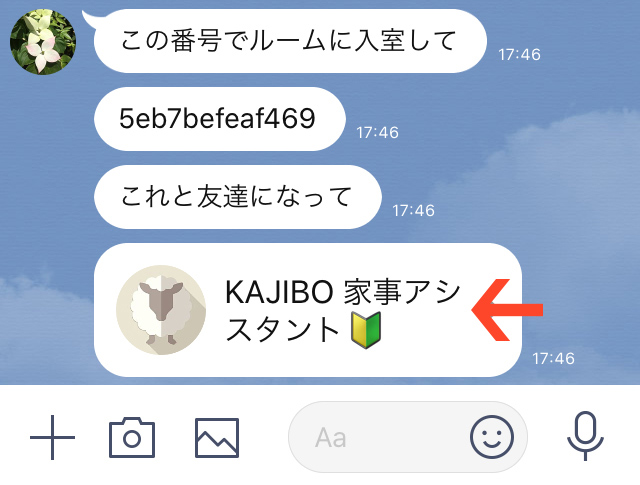 この番号でルームに入室して
17:46
5eb7befeaf469
17:46
これと友達になって
17:46
KAJIBO 家事アシ
スタント🔰
17:46
Aa